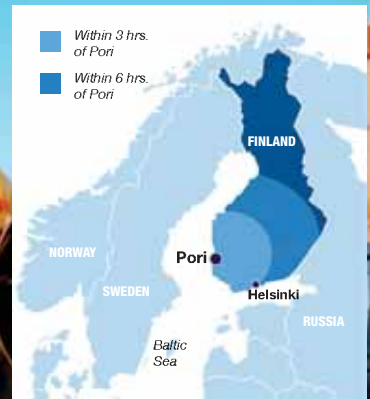 Within 3 hrs.
of Pori
Within 6 hrs.
of Pori
FINLAND
NORWAY
Pori
SWEDEN
Helsinki
RUSSIA
Baltic
Sea